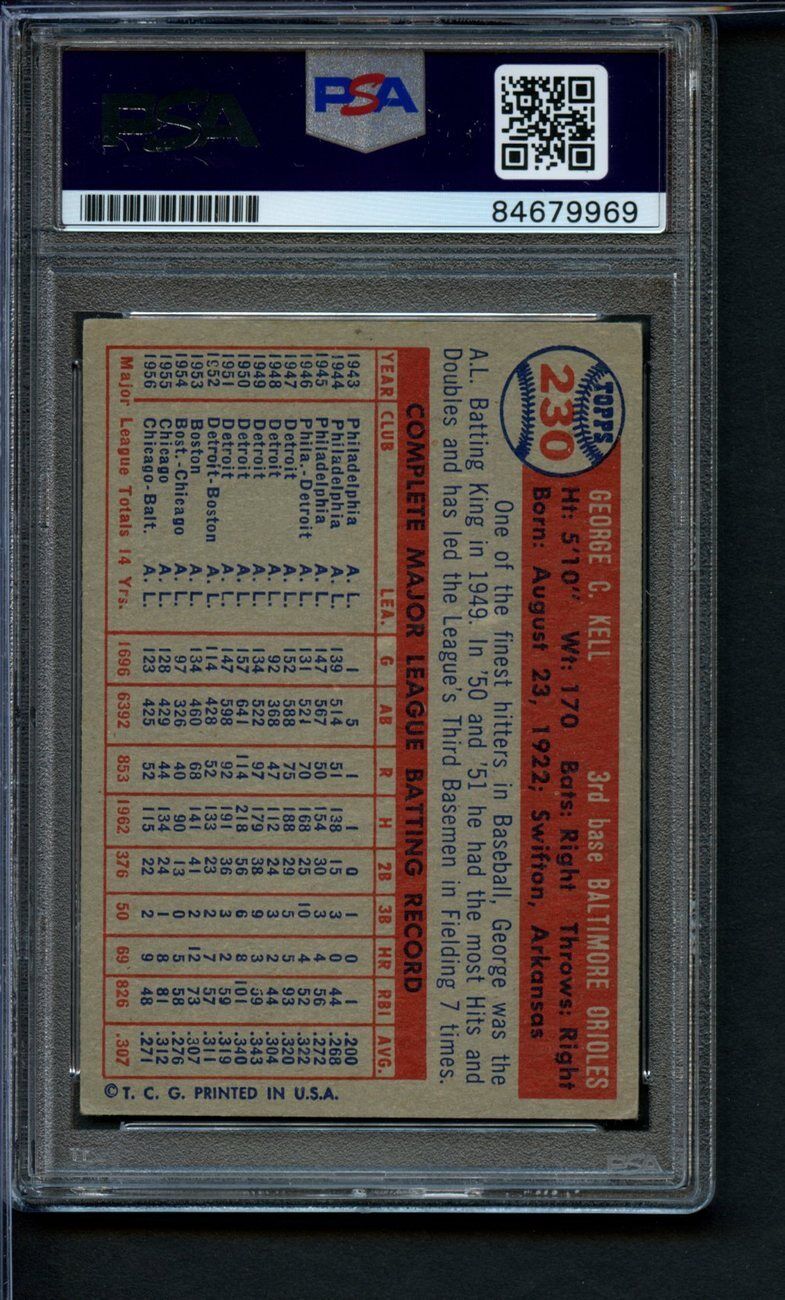 PSA
PSA
84679969
TOPPS
230
GEORGE C. KELL 3rd base BALTIMORE ORIOLES
Ht: 5'10" Wt: 170 Bats: Right Throws: Right
Born: August 23, 1922; Swifton, Arkansas
One of the finest hitters in Baseball, George was the
A.L. Batting King in 1949. In '50 and '51 he had the most Hits and
Doubles and has led the League's Third Basemen in Fielding 7 times.
COMPLETE MAJOR LEAGUE BATTING RECORD
YEAR CLUB LEA. G AB R H 2B 3B HR RBI AVG.
1943 Philadelphia A. L. 1 5 1 1 0 1 0 1 .200
1944 Philadelphia A. L. 139 514 51 138 15 3 0 44 .268
1945 Philadelphia A. L. 147 567 50 154 30 3 4 56 .272
1946 Phila.-Detroit A. L. 131 521 70 168 25 10 4 52 .322
1947 Detroit A. L. 152 588 75 188 29 5 5 93 .320
1948 Detroit A. L. 92 368 47 112 24 3 2 44 .304
1949 Detroit A. L. 134 522 97 179 38 9 3 59 .343
1950 Detroit A. L. 157 641 114 218 56 6 8 101 .340
1951 Detroit A. L. 147 598 92 191 36 3 2 59 .319
1952 Detroit-Boston A. L. 114 428 52 133 23 2 7 57 .311
1953 Boston A. L. 134 460 68 141 41 2 12 73 .307
1954 Bost.-Chicago A. L. 97 326 40 90 13 0 5 58 .276
1955 Chicago A. L. 128 429 44 134 24 1 8 81 .312
1956 Chicago-Balt. A. L. 123 425 52 115 22 2 9 48 .271
Major League Totals 14 Yrs. 1696 6392 853 1962 376 50 69 826 .307
© T. C. G. PRINTED IN U.S.A.
PSA